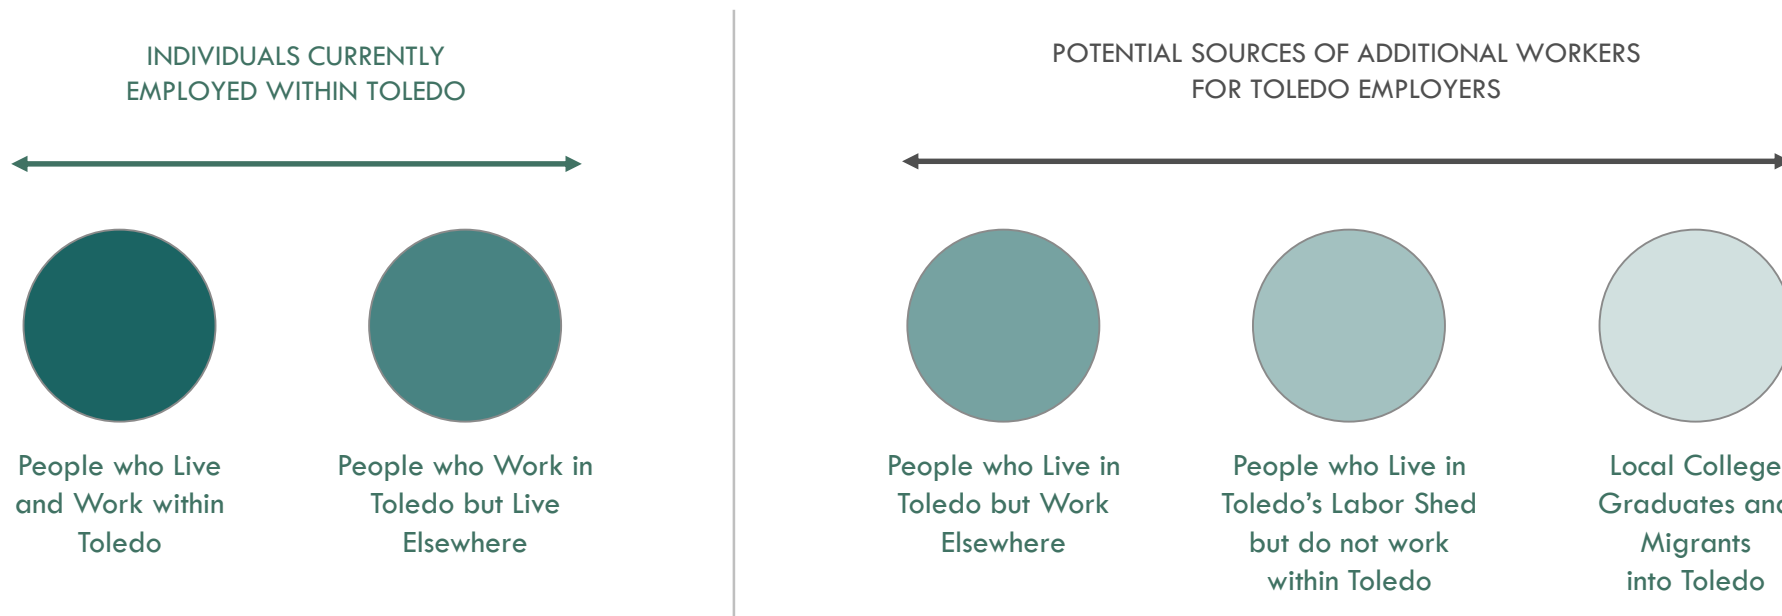 INDIVIDUALS CURRENTLY
EMPLOYED WITHIN TOLEDO
POTENTIAL SOURCES OF ADDITIONAL WORKERS
FOR TOLEDO EMPLOYERS
People who Live
and Work within
Toledo
People who Work in
Toledo but Live
Elsewhere
People who Live in
Toledo but Work
Elsewhere
People who Live in
Toledo’s Labor Shed
but do not work
within Toledo
Local College
Graduates and
Migrants
into Toledo